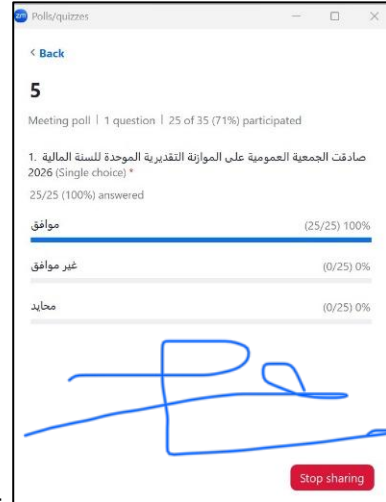 zm Polls/quizzes
< Back
5
Meeting poll | 1 question | 25 of 35 (71%) participated
1. صادقت الجمعية العمومية على الموازنة التقديرية الموحدة للسنة المالية
2026 (Single choice) *
25/25 (100%) answered
موافق (25/25) 100%
غير موافق (0/25) 0%
محايد (0/25) 0%
Stop sharing